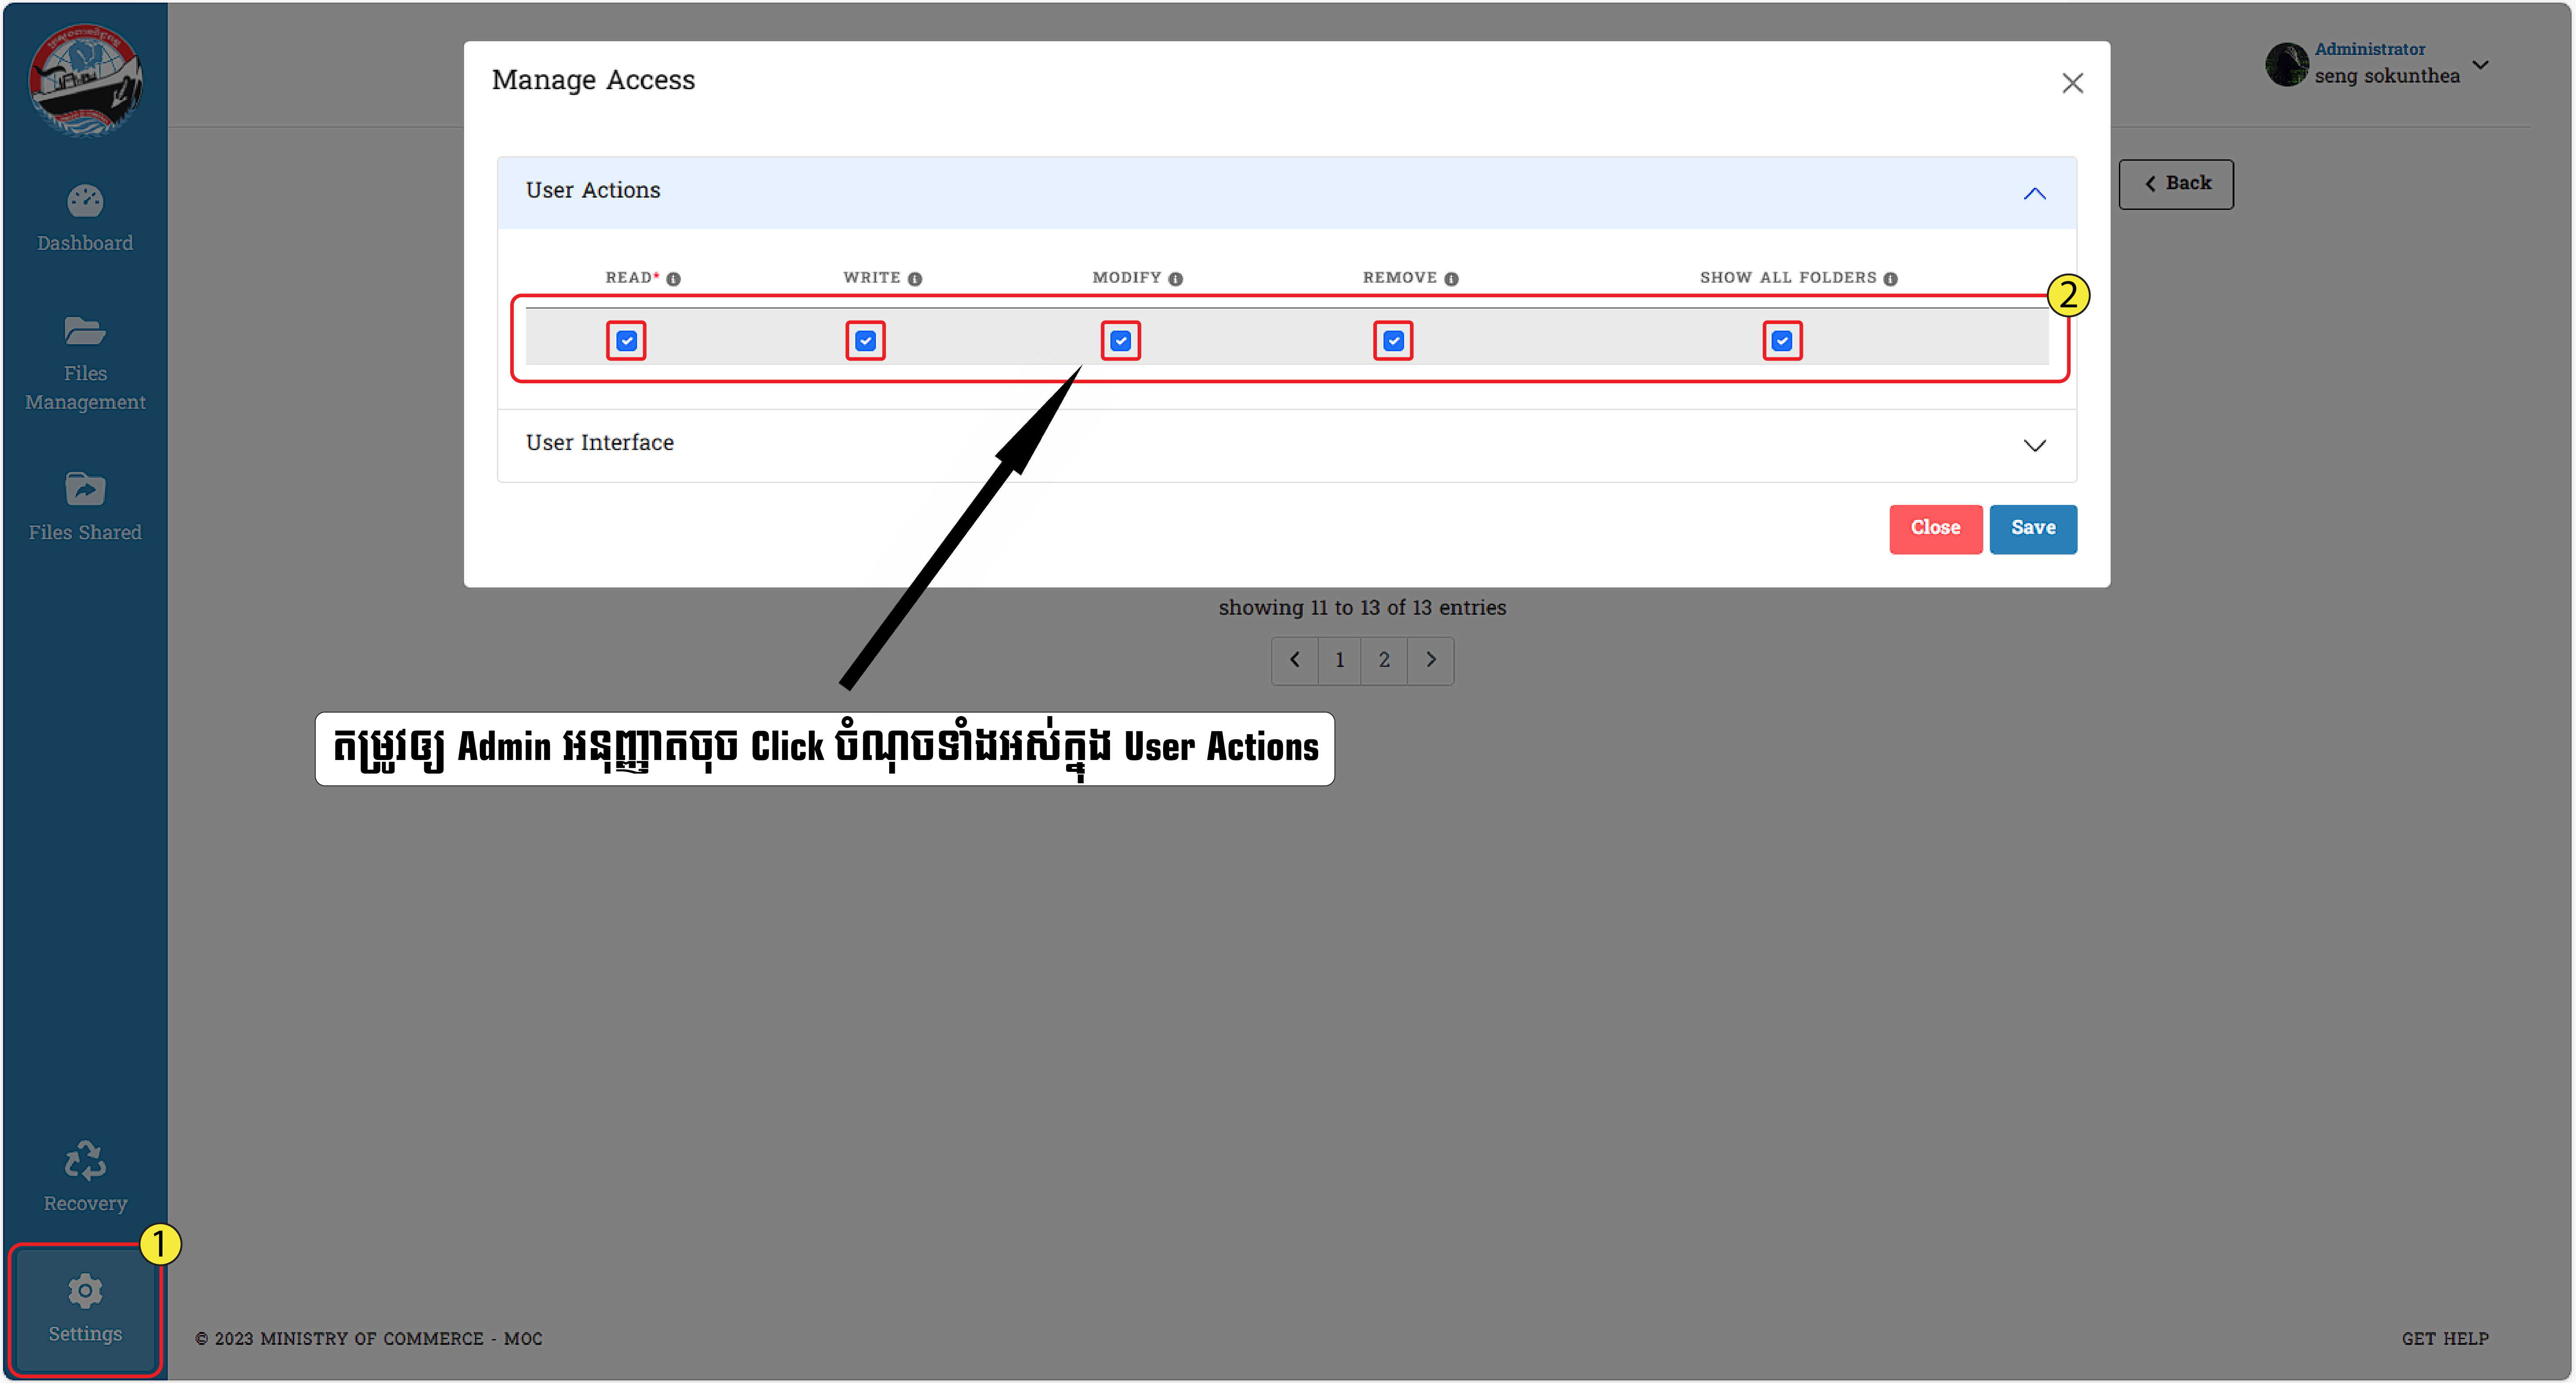 Administrator
seng sokunthea
Manage Access
Back
User Actions
Dashboard
READ* WRITE MODIFY REMOVE SHOW ALL FOLDERS
2
Files
Management
User Interface
Files Shared
Close Save
showing 11 to 13 of 13 entries
1 2
តម្រូវឲ្យ Admin អនុញ្ញាតចុច Click ចំណុចទាំងអស់ក្នុង User Actions
Recovery
1
Settings
© 2023 MINISTRY OF COMMERCE - MOC
GET HELP